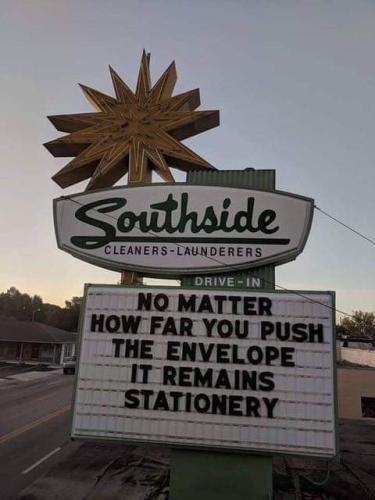 Southside
CLEANERS-LAUNDERERS
DRIVE-IN
NO MATTER
HOW FAR YOU PUSH
THE ENVELOPE
IT REMAINS
STATIONERY